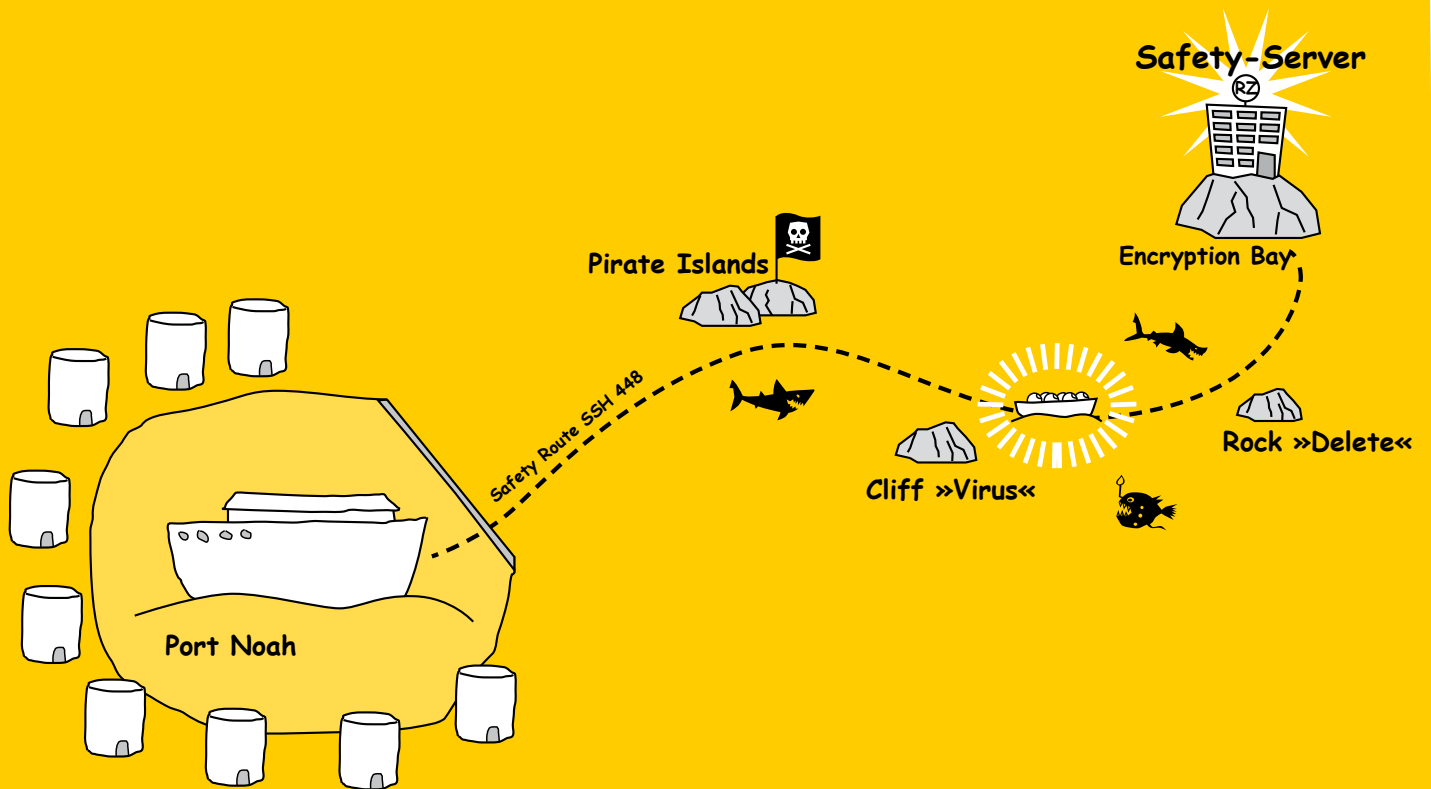 Safety-Server
RZ
Encryption Bay
Pirate Islands
Safety Route SSH 448
Rock »Delete«
Cliff »Virus«
Port Noah